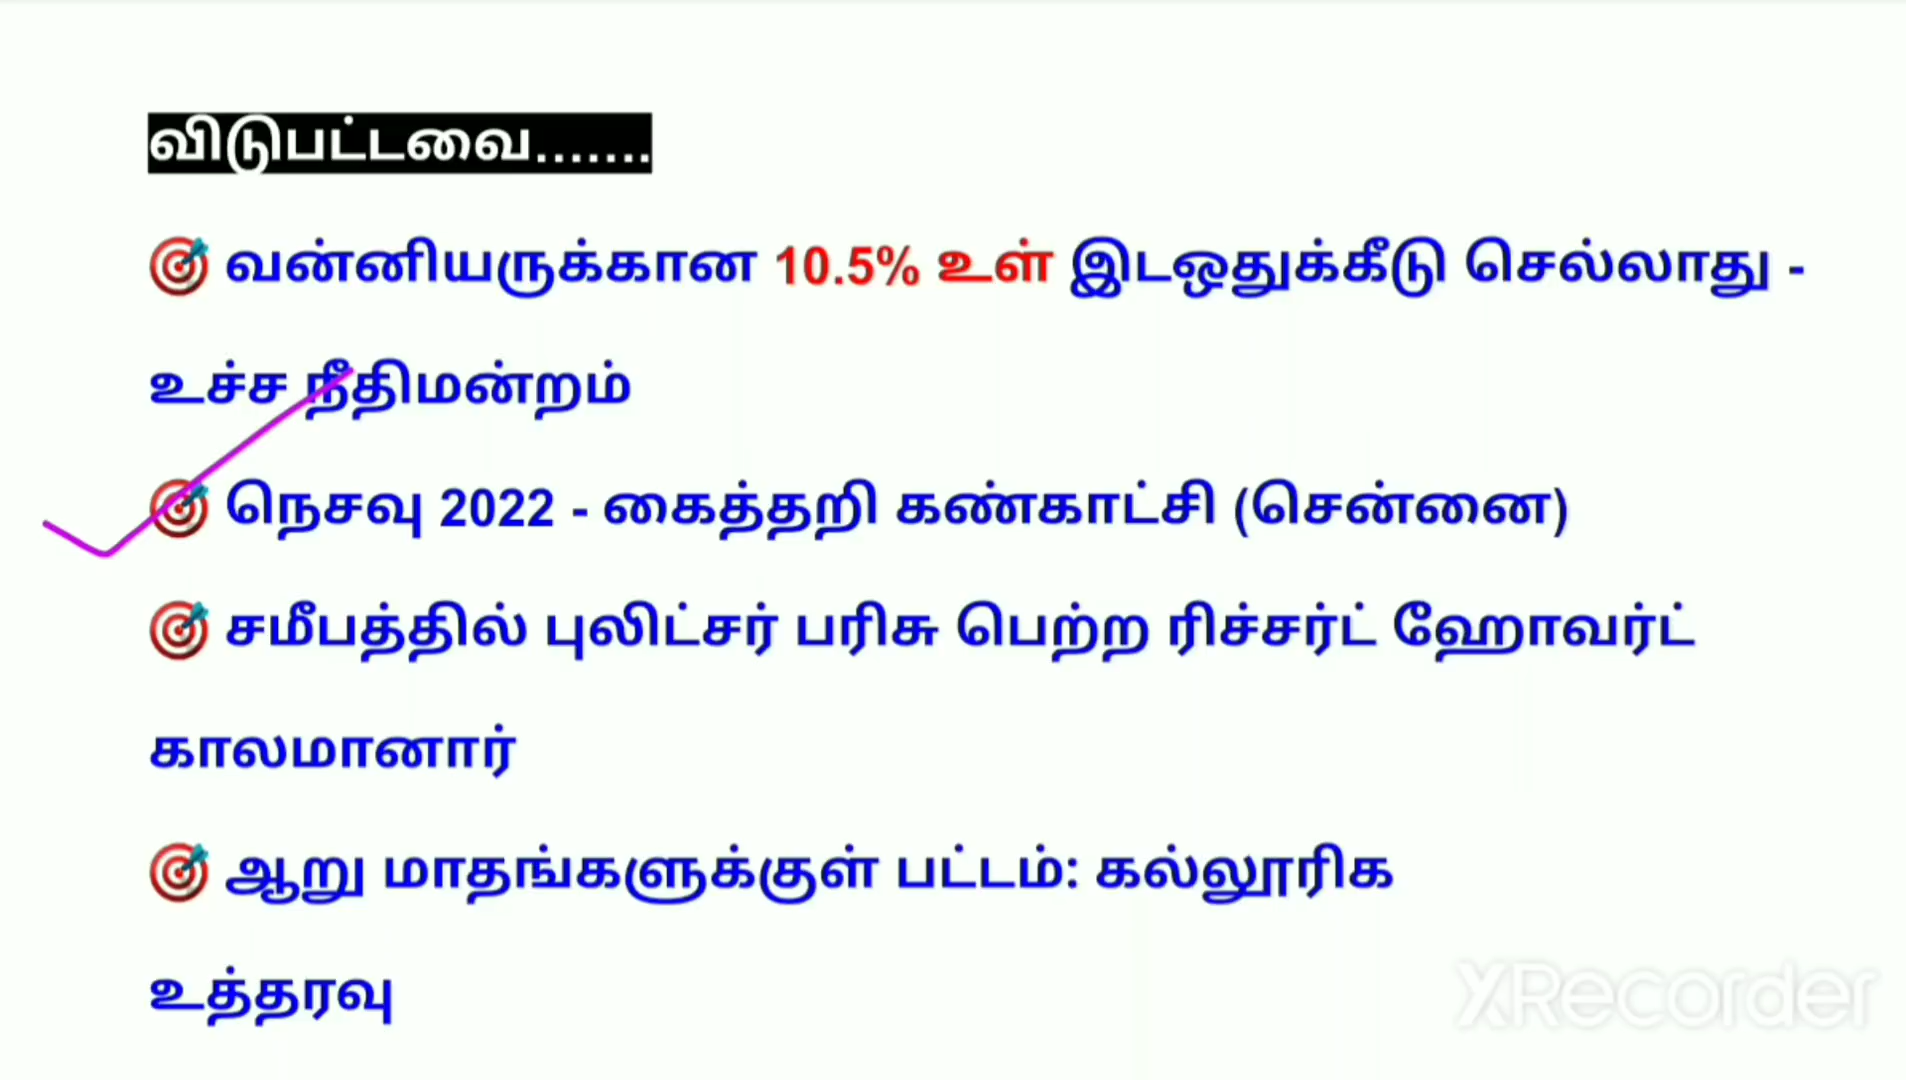 விடுபட்டவை.......
🎯 வன்னியருக்கான 10.5% உள் இடஒதுக்கீடு செல்லாது -
உச்ச நீதிமன்றம்
🎯 நெசவு 2022 - கைத்தறி கண்காட்சி (சென்னை)
🎯 சமீபத்தில் புலிட்சர் பரிசு பெற்ற ரிச்சர்ட் ஹோவர்ட்
காலமானார்
🎯 ஆறு மாதங்களுக்குள் பட்டம்: கல்லூரிக
உத்தரவு
XRecorder